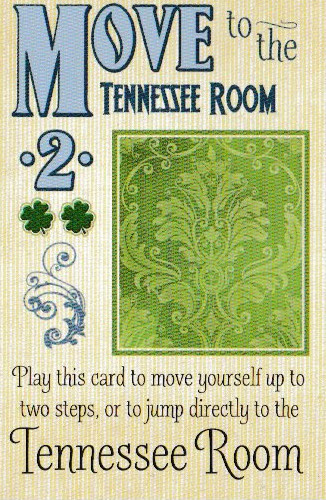 MOVE to the
TENNESSEE ROOM
·2·
Play this card to move yourself up to
two steps, or to jump directly to the
Tennessee Room